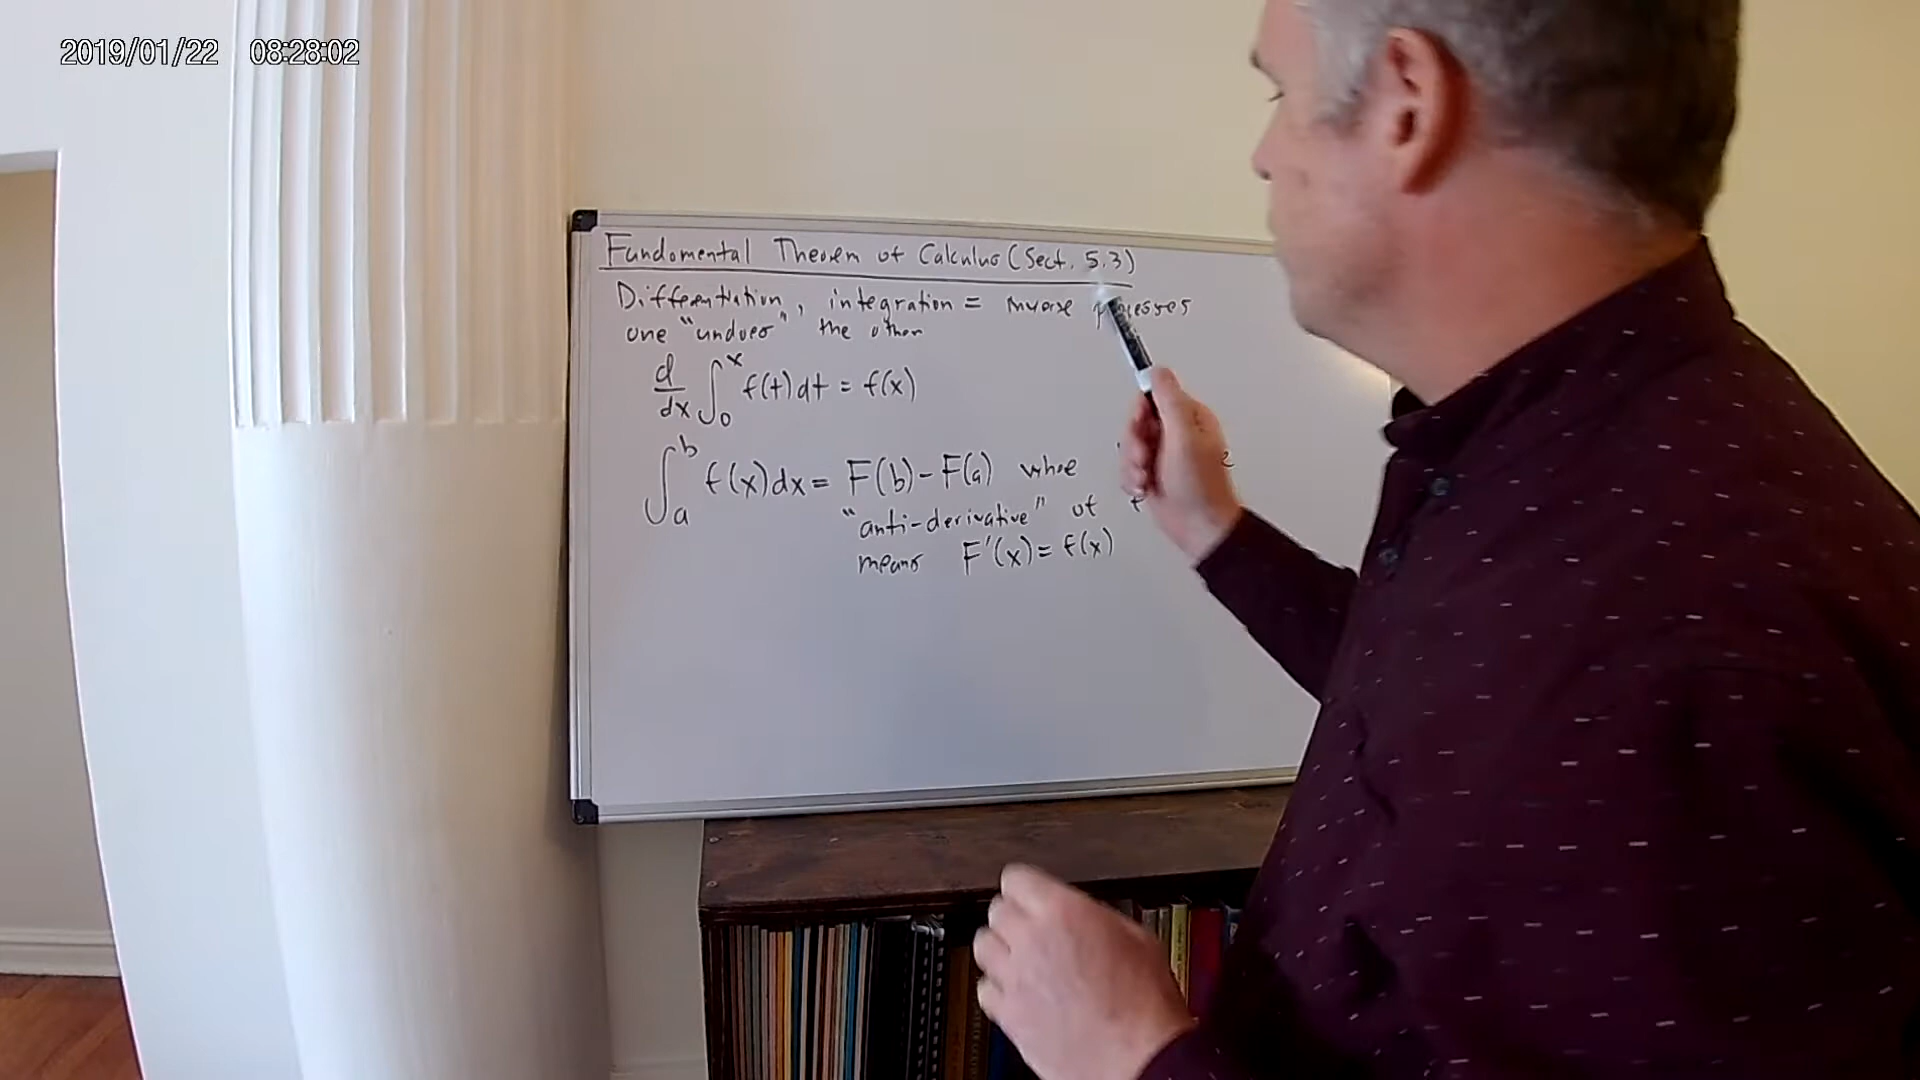 2019/01/22 08:28:02
Fundamental Theorem of Calculus (Sect. 5.3)
Differentiation, integration = inverse processes
one "undoes" the other
d/dx ∫₀ˣ f(t)dt = f(x)
∫ₐᵇ f(x)dx = F(b)-F(a) where
"anti-derivative" of f
means F'(x) = f(x)